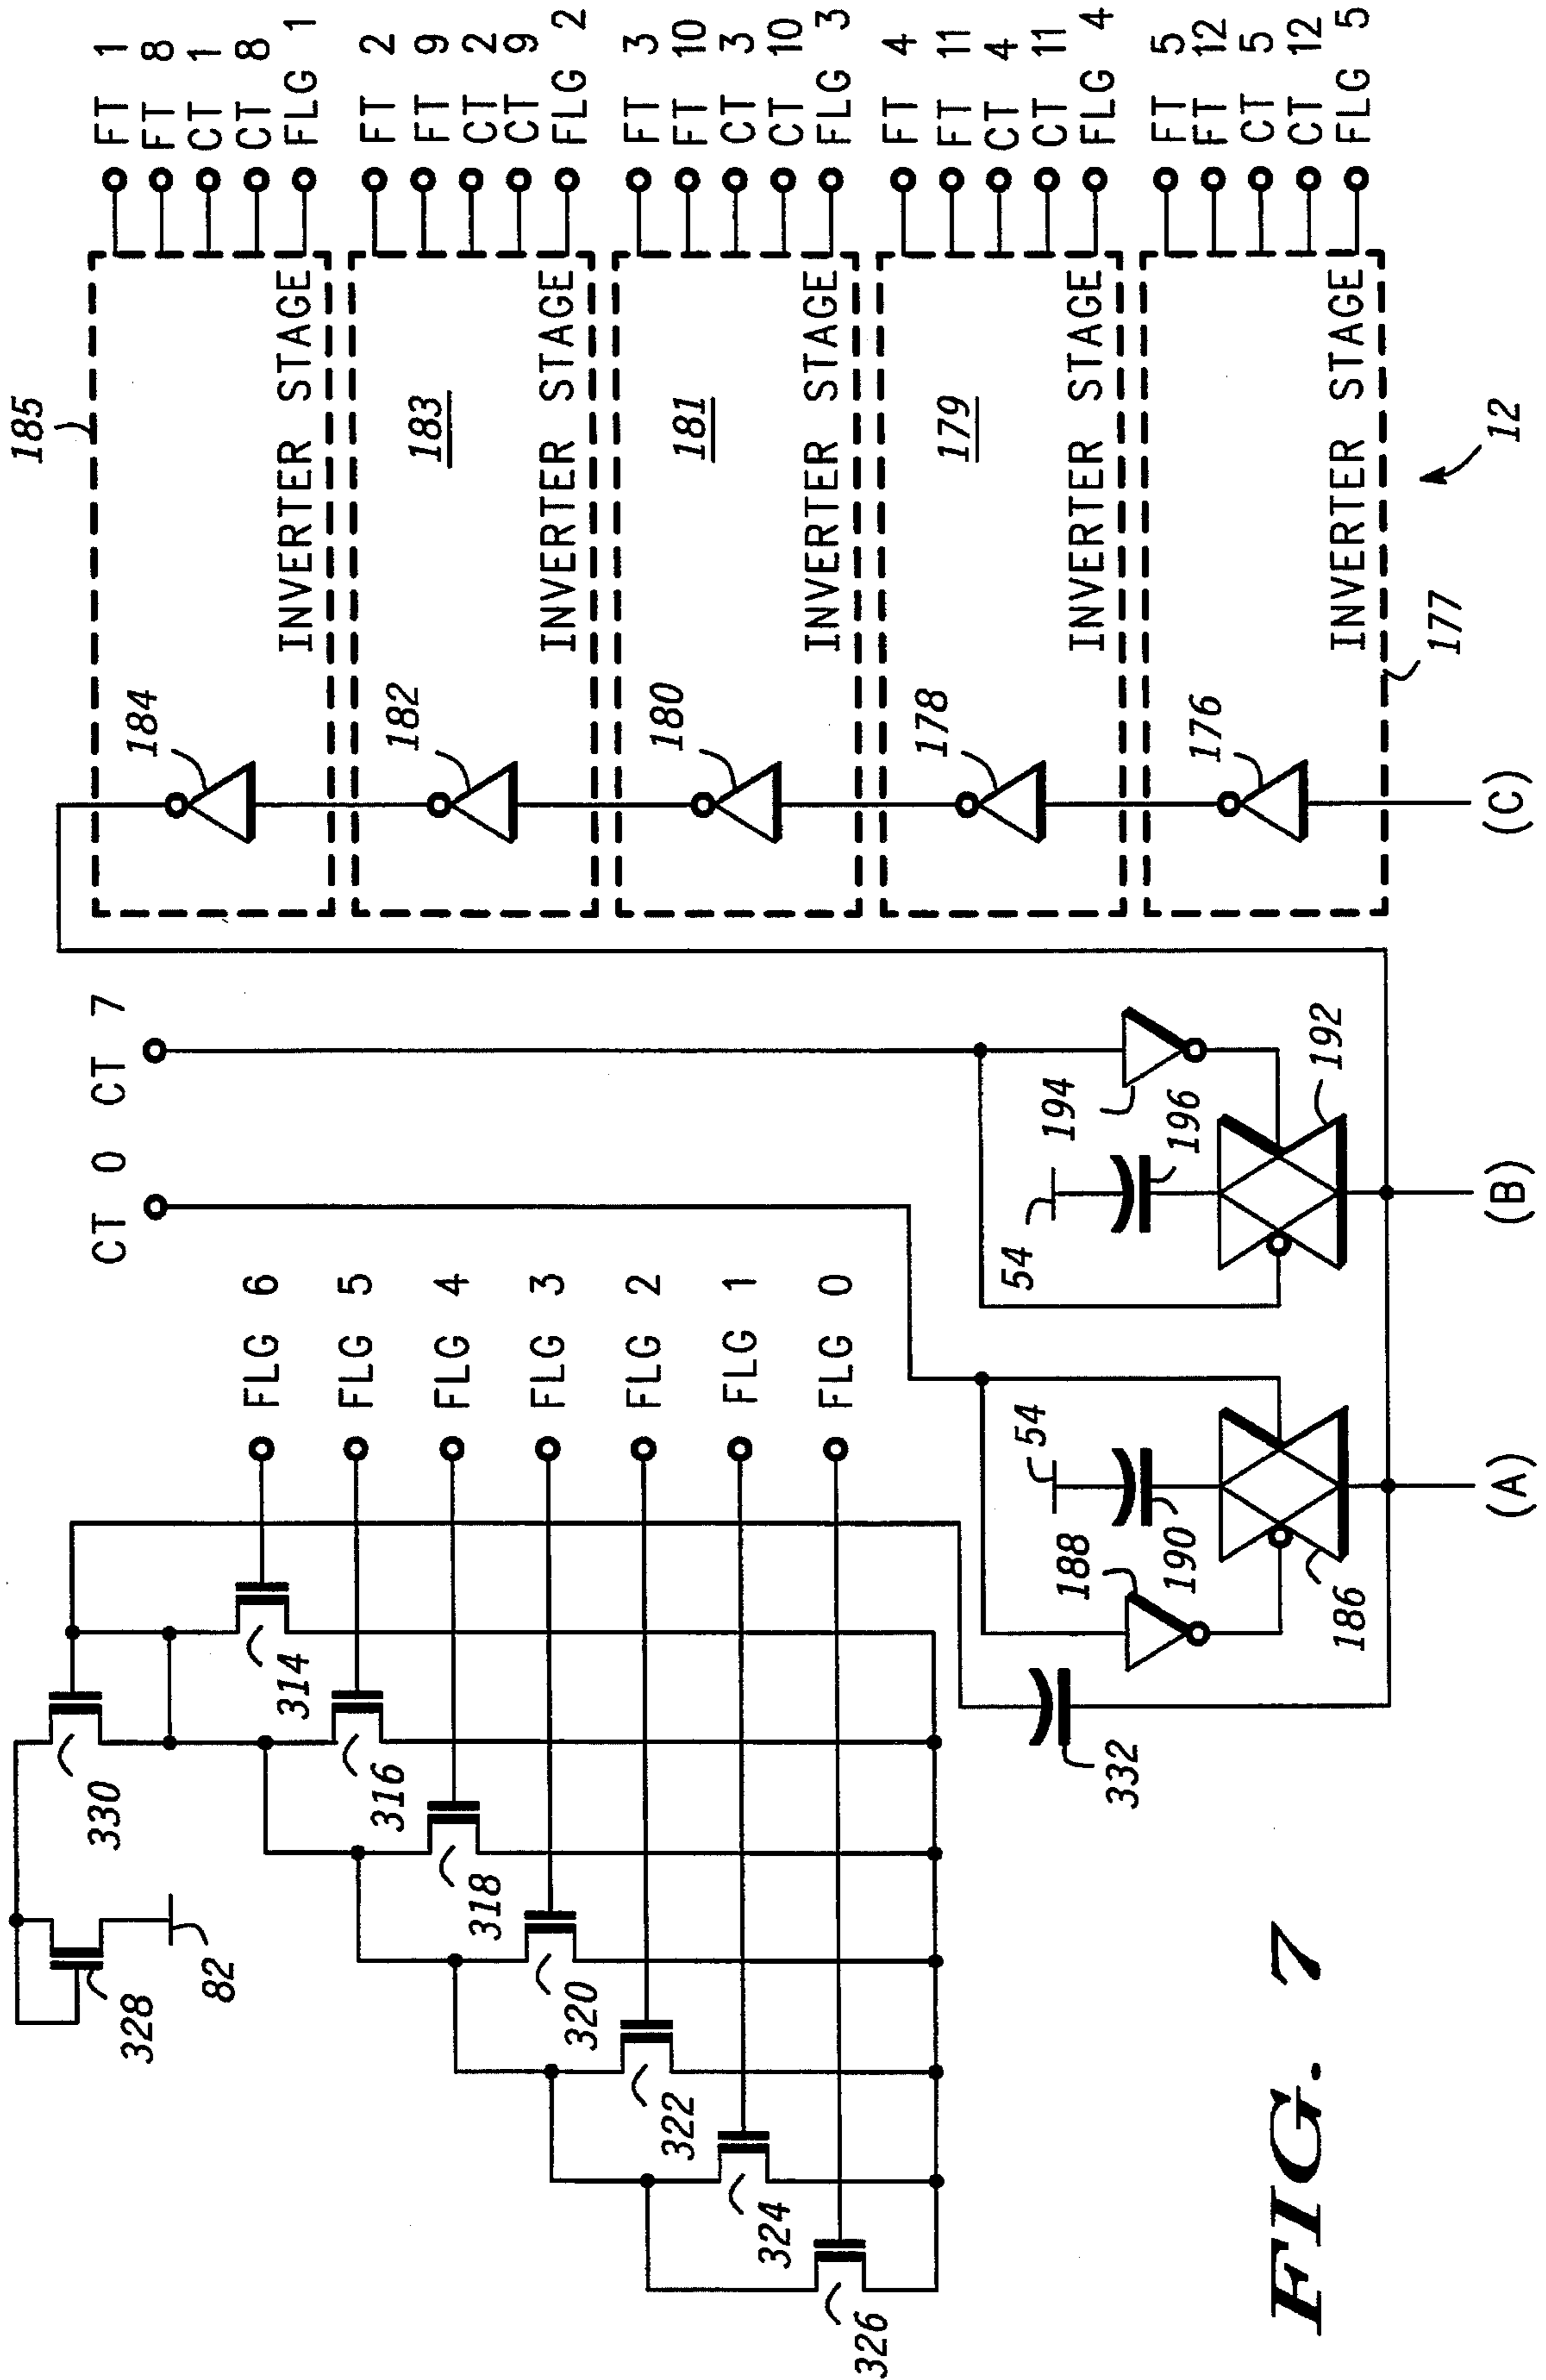 185
FT 1
FT 8
CT 1
CT 8
FLG 1
184
INVERTER STAGE
FT 2
FT 9
CT 2
CT 9
FLG 2
183
182
INVERTER STAGE
FT 3
FT 10
CT 3
CT 10
FLG 3
181
180
INVERTER STAGE
FT 4
FT 11
CT 4
CT 11
FLG 4
179
178
INVERTER STAGE
FT 5
FT 12
CT 5
CT 12
FLG 5
176
INVERTER STAGE
177
12
(C)
CT 0
CT 7
FLG 6
FLG 5
FLG 4
FLG 3
FLG 2
FLG 1
FLG 0
330
328
82
314
316
318
320
322
324
326
332
188
190
54
186
(A)
54
194
196
192
(B)
FIG. 7